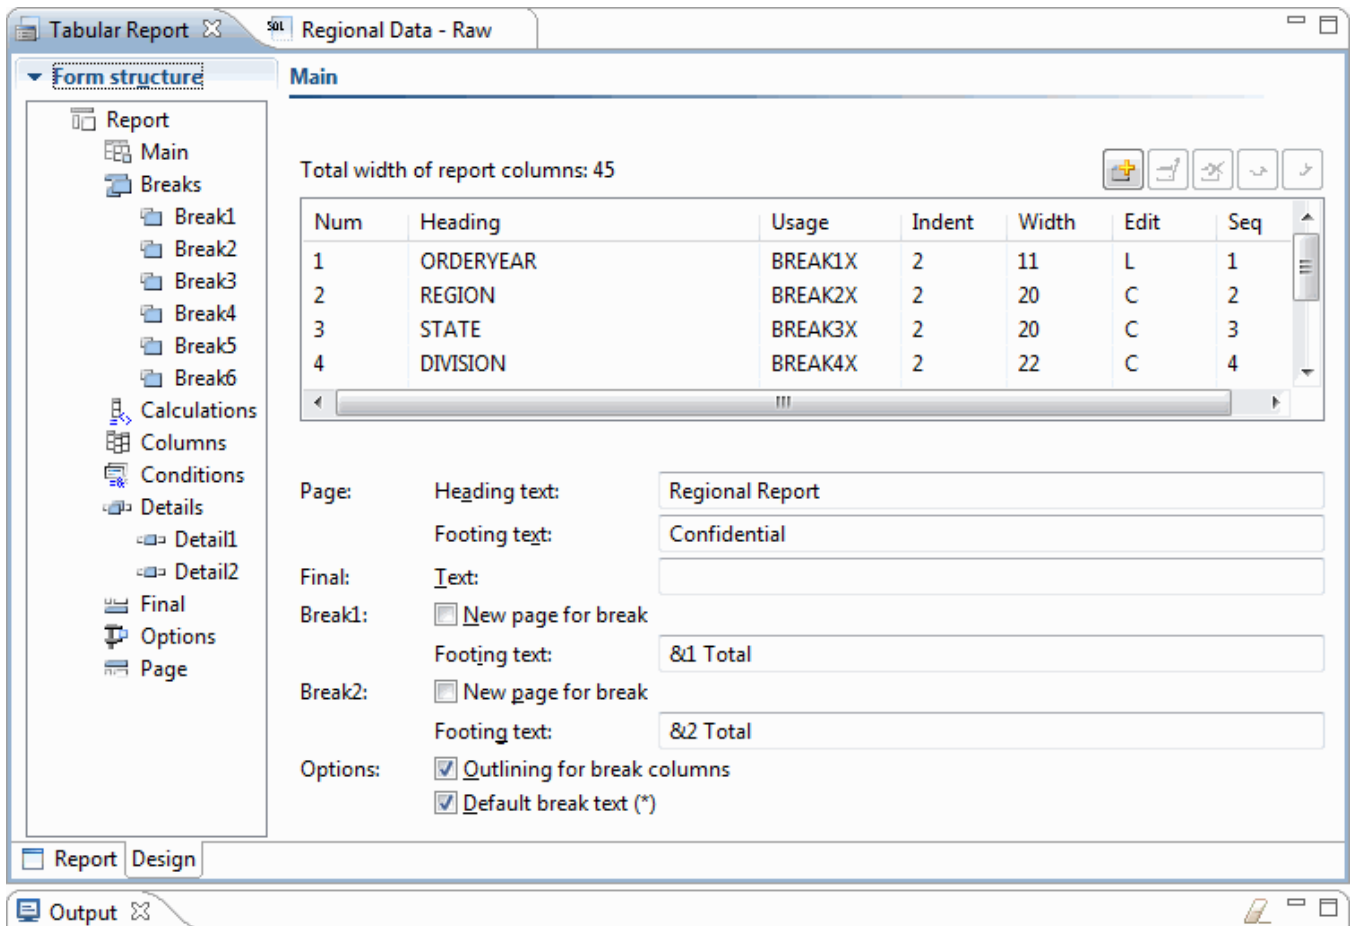 Tabular Report
SQL Regional Data - Raw
Form structure
Main
Report
Main
Breaks
Break1
Break2
Break3
Break4
Break5
Break6
Calculations
Columns
Conditions
Details
Detail1
Detail2
Final
Options
Page
Total width of report columns: 45
Num Heading Usage Indent Width Edit Seq
1 ORDERYEAR BREAK1X 2 11 L 1
2 REGION BREAK2X 2 20 C 2
3 STATE BREAK3X 2 20 C 3
4 DIVISION BREAK4X 2 22 C 4
Page: Heading text: Regional Report
Footing text: Confidential
Final: Text:
Break1: New page for break
Footing text: &1 Total
Break2: New page for break
Footing text: &2 Total
Options: Outlining for break columns
Default break text (*)
Report Design
Output